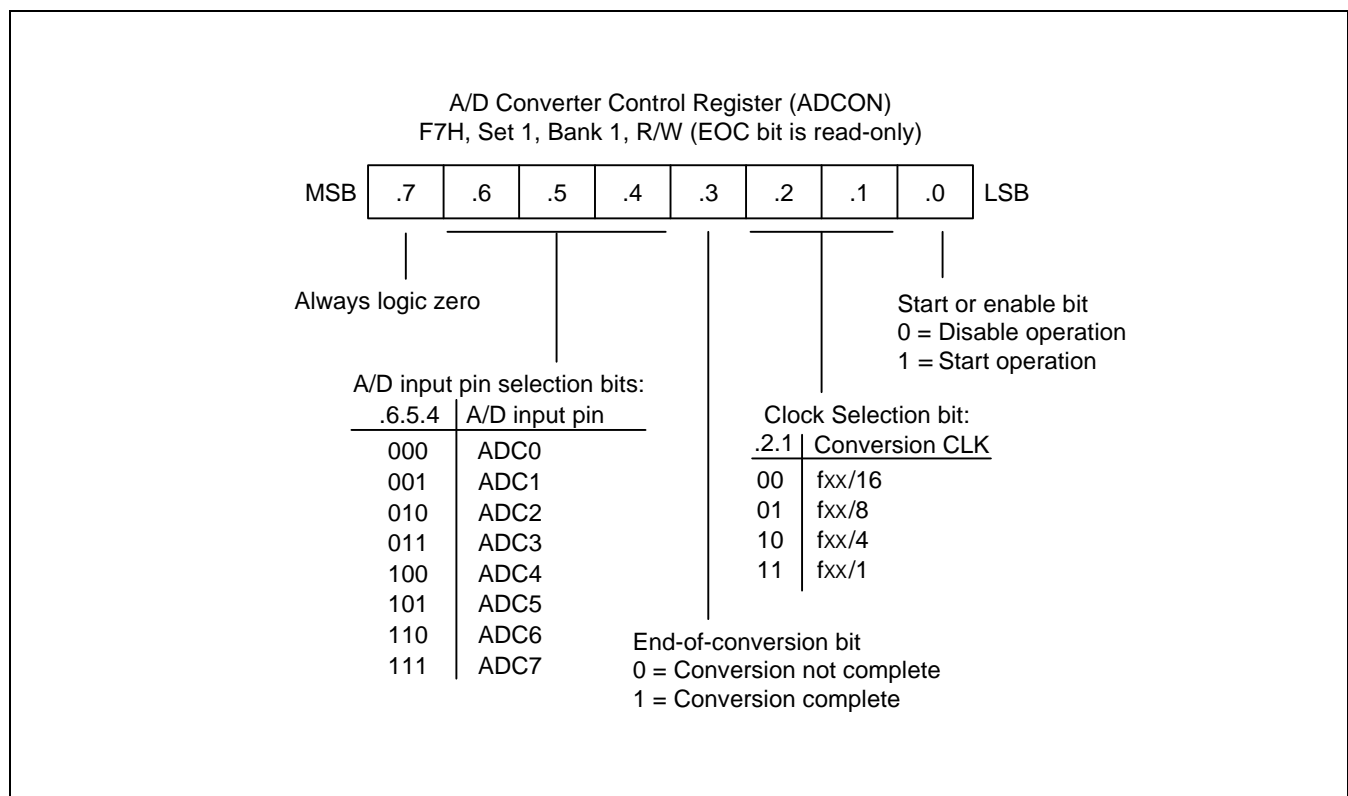 A/D Converter Control Register (ADCON)
F7H, Set 1, Bank 1, R/W (EOC bit is read-only)
MSB .7 .6 .5 .4 .3 .2 .1 .0 LSB
Always logic zero
Start or enable bit
0 = Disable operation
1 = Start operation
A/D input pin selection bits:
.6.5.4 A/D input pin
000 ADC0
001 ADC1
010 ADC2
011 ADC3
100 ADC4
101 ADC5
110 ADC6
111 ADC7
Clock Selection bit:
.2.1 Conversion CLK
00 fxx/16
01 fxx/8
10 fxx/4
11 fxx/1
End-of-conversion bit
0 = Conversion not complete
1 = Conversion complete